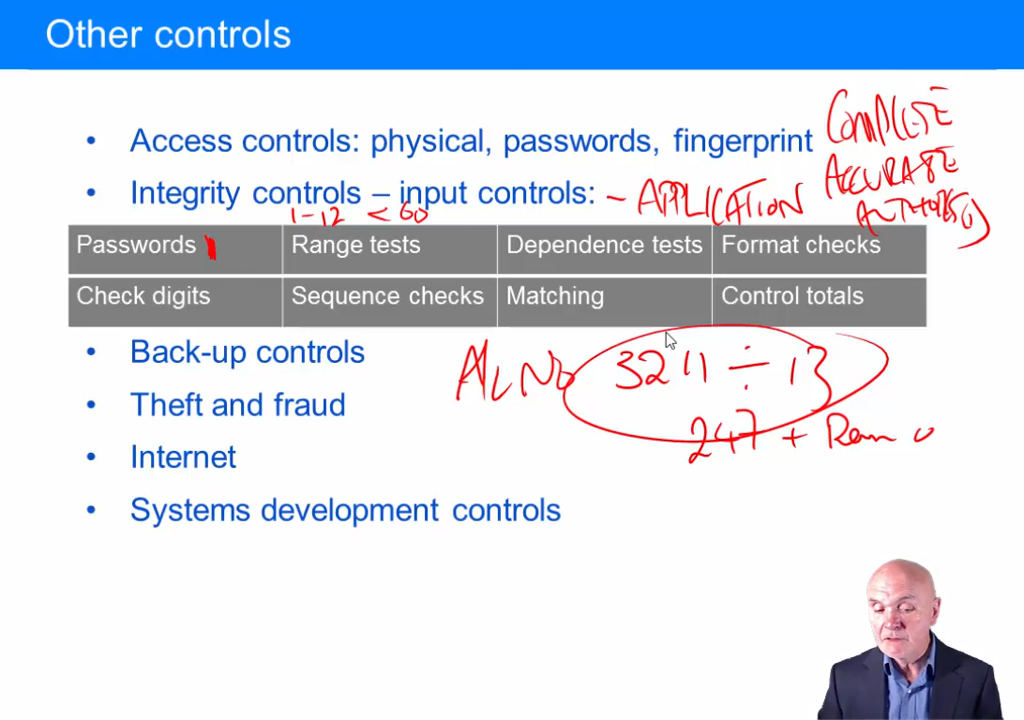 Other controls
• Access controls: physical, passwords, fingerprint
COMPLETE
ACCURATE
• Integrity controls – input controls: – APPLICATION
1 – 12 < 60
Passwords Range tests Dependence tests Format checks
Check digits Sequence checks Matching Control totals
• Back-up controls
3211 ÷ 13
• Theft and fraud
247 + Rem 0
• Internet
• Systems development controls